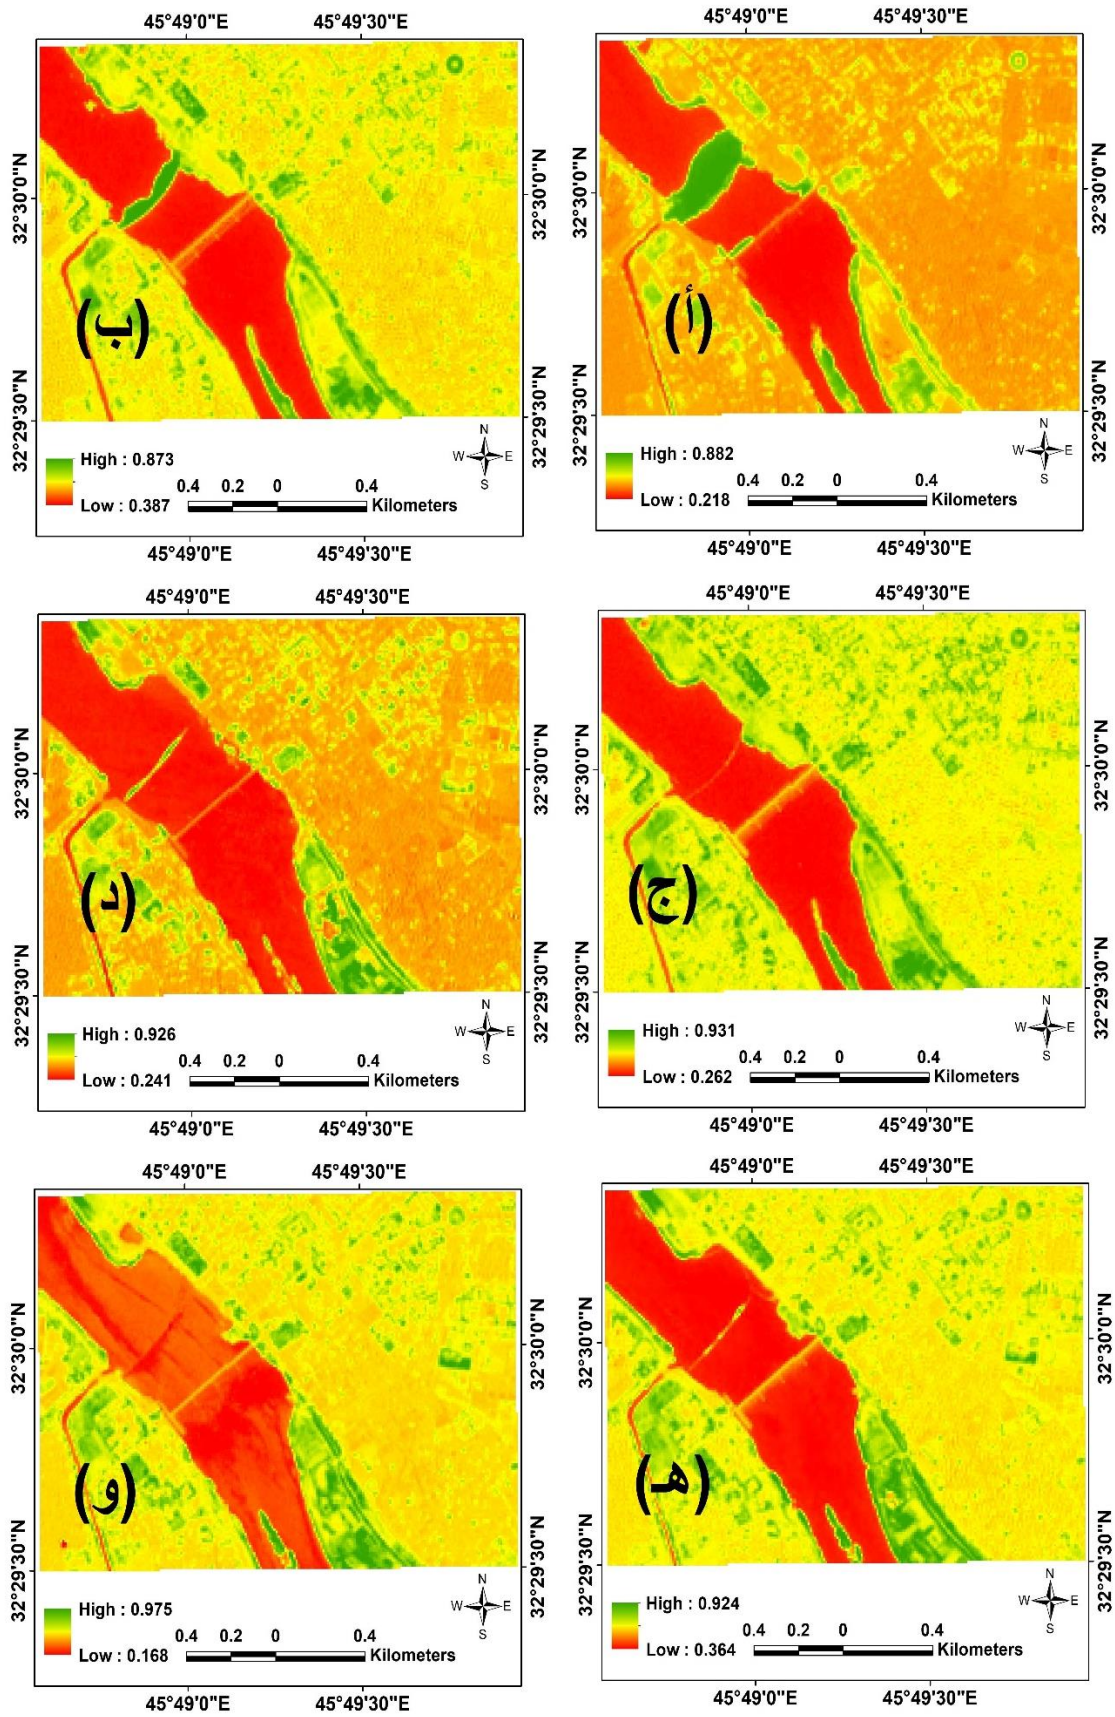 45°49'0"E 45°49'30"E
32°30'0"N
32°29'30"N
(أ)
32°30'0"N
32°29'30"N
High : 0.882
Low : 0.218
0.4 0.2 0 0.4
Kilometers
N
W E
S
45°49'0"E 45°49'30"E
45°49'0"E 45°49'30"E
32°30'0"N
32°29'30"N
(ب)
32°30'0"N
32°29'30"N
High : 0.873
Low : 0.387
0.4 0.2 0 0.4
Kilometers
N
W E
S
45°49'0"E 45°49'30"E
45°49'0"E 45°49'30"E
32°30'0"N
32°29'30"N
(ج)
32°30'0"N
32°29'30"N
High : 0.931
Low : 0.262
0.4 0.2 0 0.4
Kilometers
N
W E
S
45°49'0"E 45°49'30"E
45°49'0"E 45°49'30"E
32°30'0"N
32°29'30"N
(د)
32°30'0"N
32°29'30"N
High : 0.926
Low : 0.241
0.4 0.2 0 0.4
Kilometers
N
W E
S
45°49'0"E 45°49'30"E
45°49'0"E 45°49'30"E
32°30'0"N
32°29'30"N
(هـ)
32°30'0"N
32°29'30"N
High : 0.924
Low : 0.364
0.4 0.2 0 0.4
Kilometers
N
W E
S
45°49'0"E 45°49'30"E
45°49'0"E 45°49'30"E
32°30'0"N
32°29'30"N
(و)
32°30'0"N
32°29'30"N
High : 0.975
Low : 0.168
0.4 0.2 0 0.4
Kilometers
N
W E
S
45°49'0"E 45°49'30"E